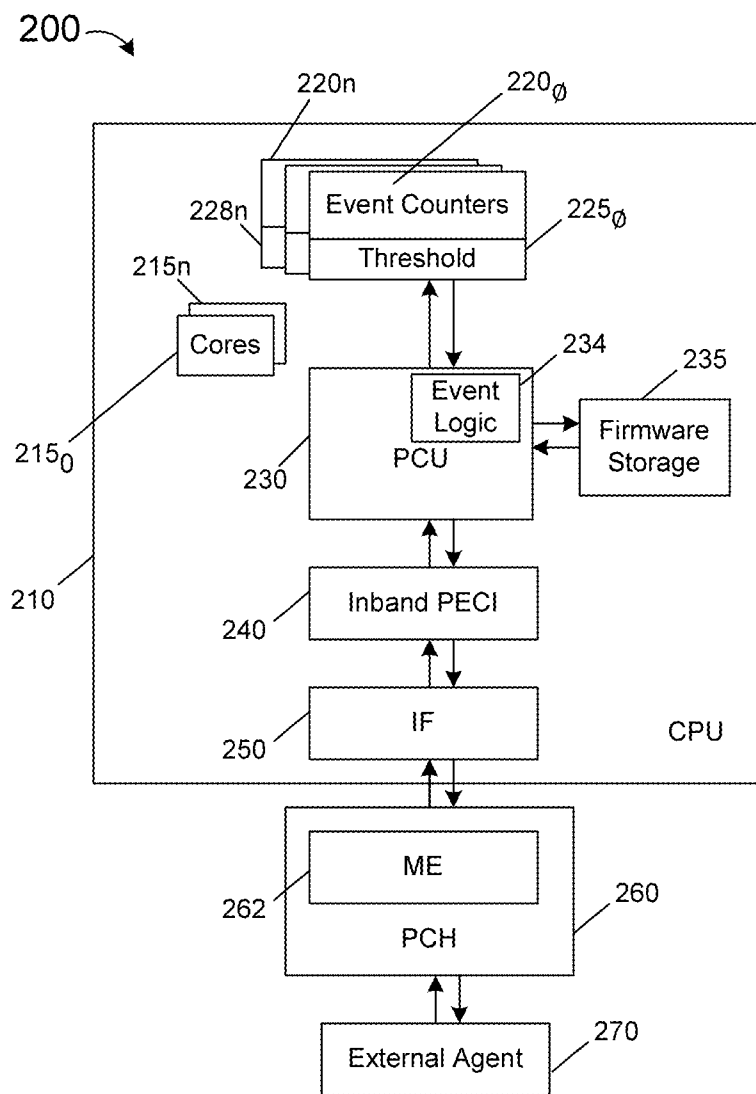 200
220n
220∅
Event Counters
228n
225∅
Threshold
215n
Cores
234
235
Event
Logic
Firmware
Storage
PCU
215₀
230
210
240
Inband PECI
IF
250
CPU
ME
262
260
PCH
270
External Agent